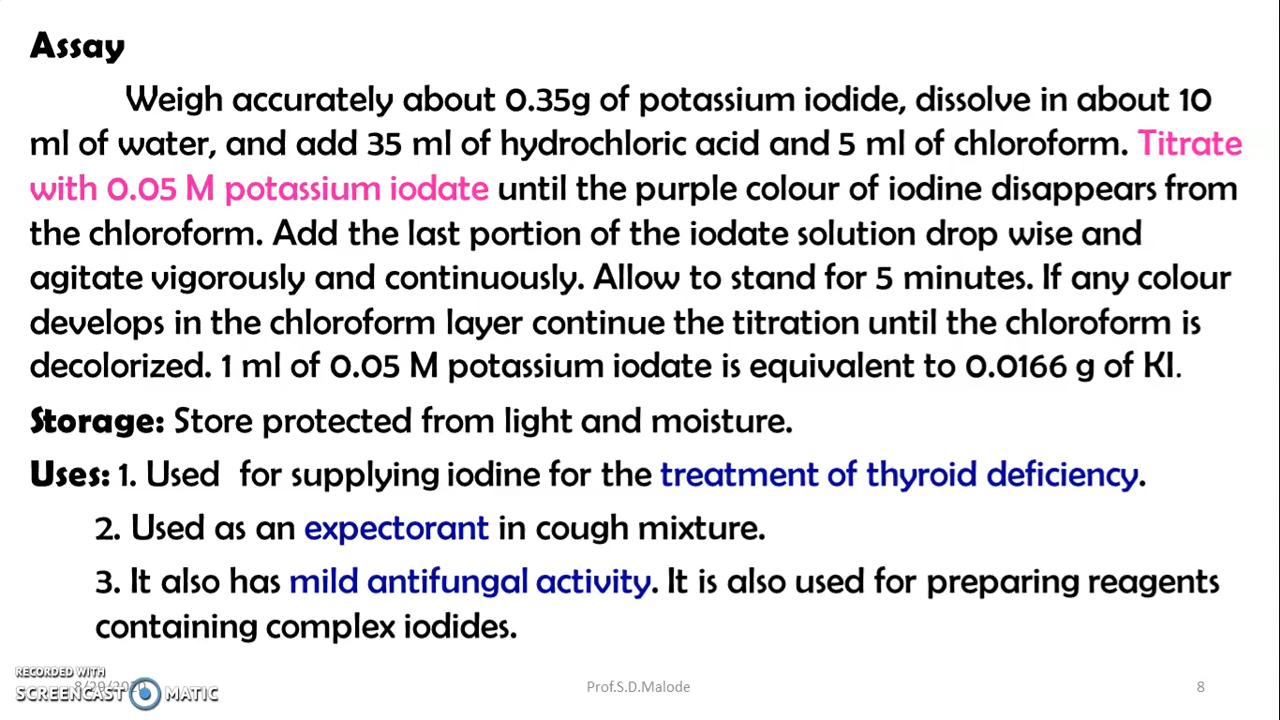 Assay
Weigh accurately about 0.35g of potassium iodide, dissolve in about 10
ml of water, and add 35 ml of hydrochloric acid and 5 ml of chloroform. Titrate
with 0.05 M potassium iodate until the purple colour of iodine disappears from
the chloroform. Add the last portion of the iodate solution drop wise and
agitate vigorously and continuously. Allow to stand for 5 minutes. If any colour
develops in the chloroform layer continue the titration until the chloroform is
decolorized. 1 ml of 0.05 M potassium iodate is equivalent to 0.0166 g of KI.
Storage: Store protected from light and moisture.
Uses: 1. Used for supplying iodine for the treatment of thyroid deficiency.
2. Used as an expectorant in cough mixture.
3. It also has mild antifungal activity. It is also used for preparing reagents
containing complex iodides.
RECORDED WITH
SCREENCAST MATIC
8/29/2020
Prof.S.D.Malode
8